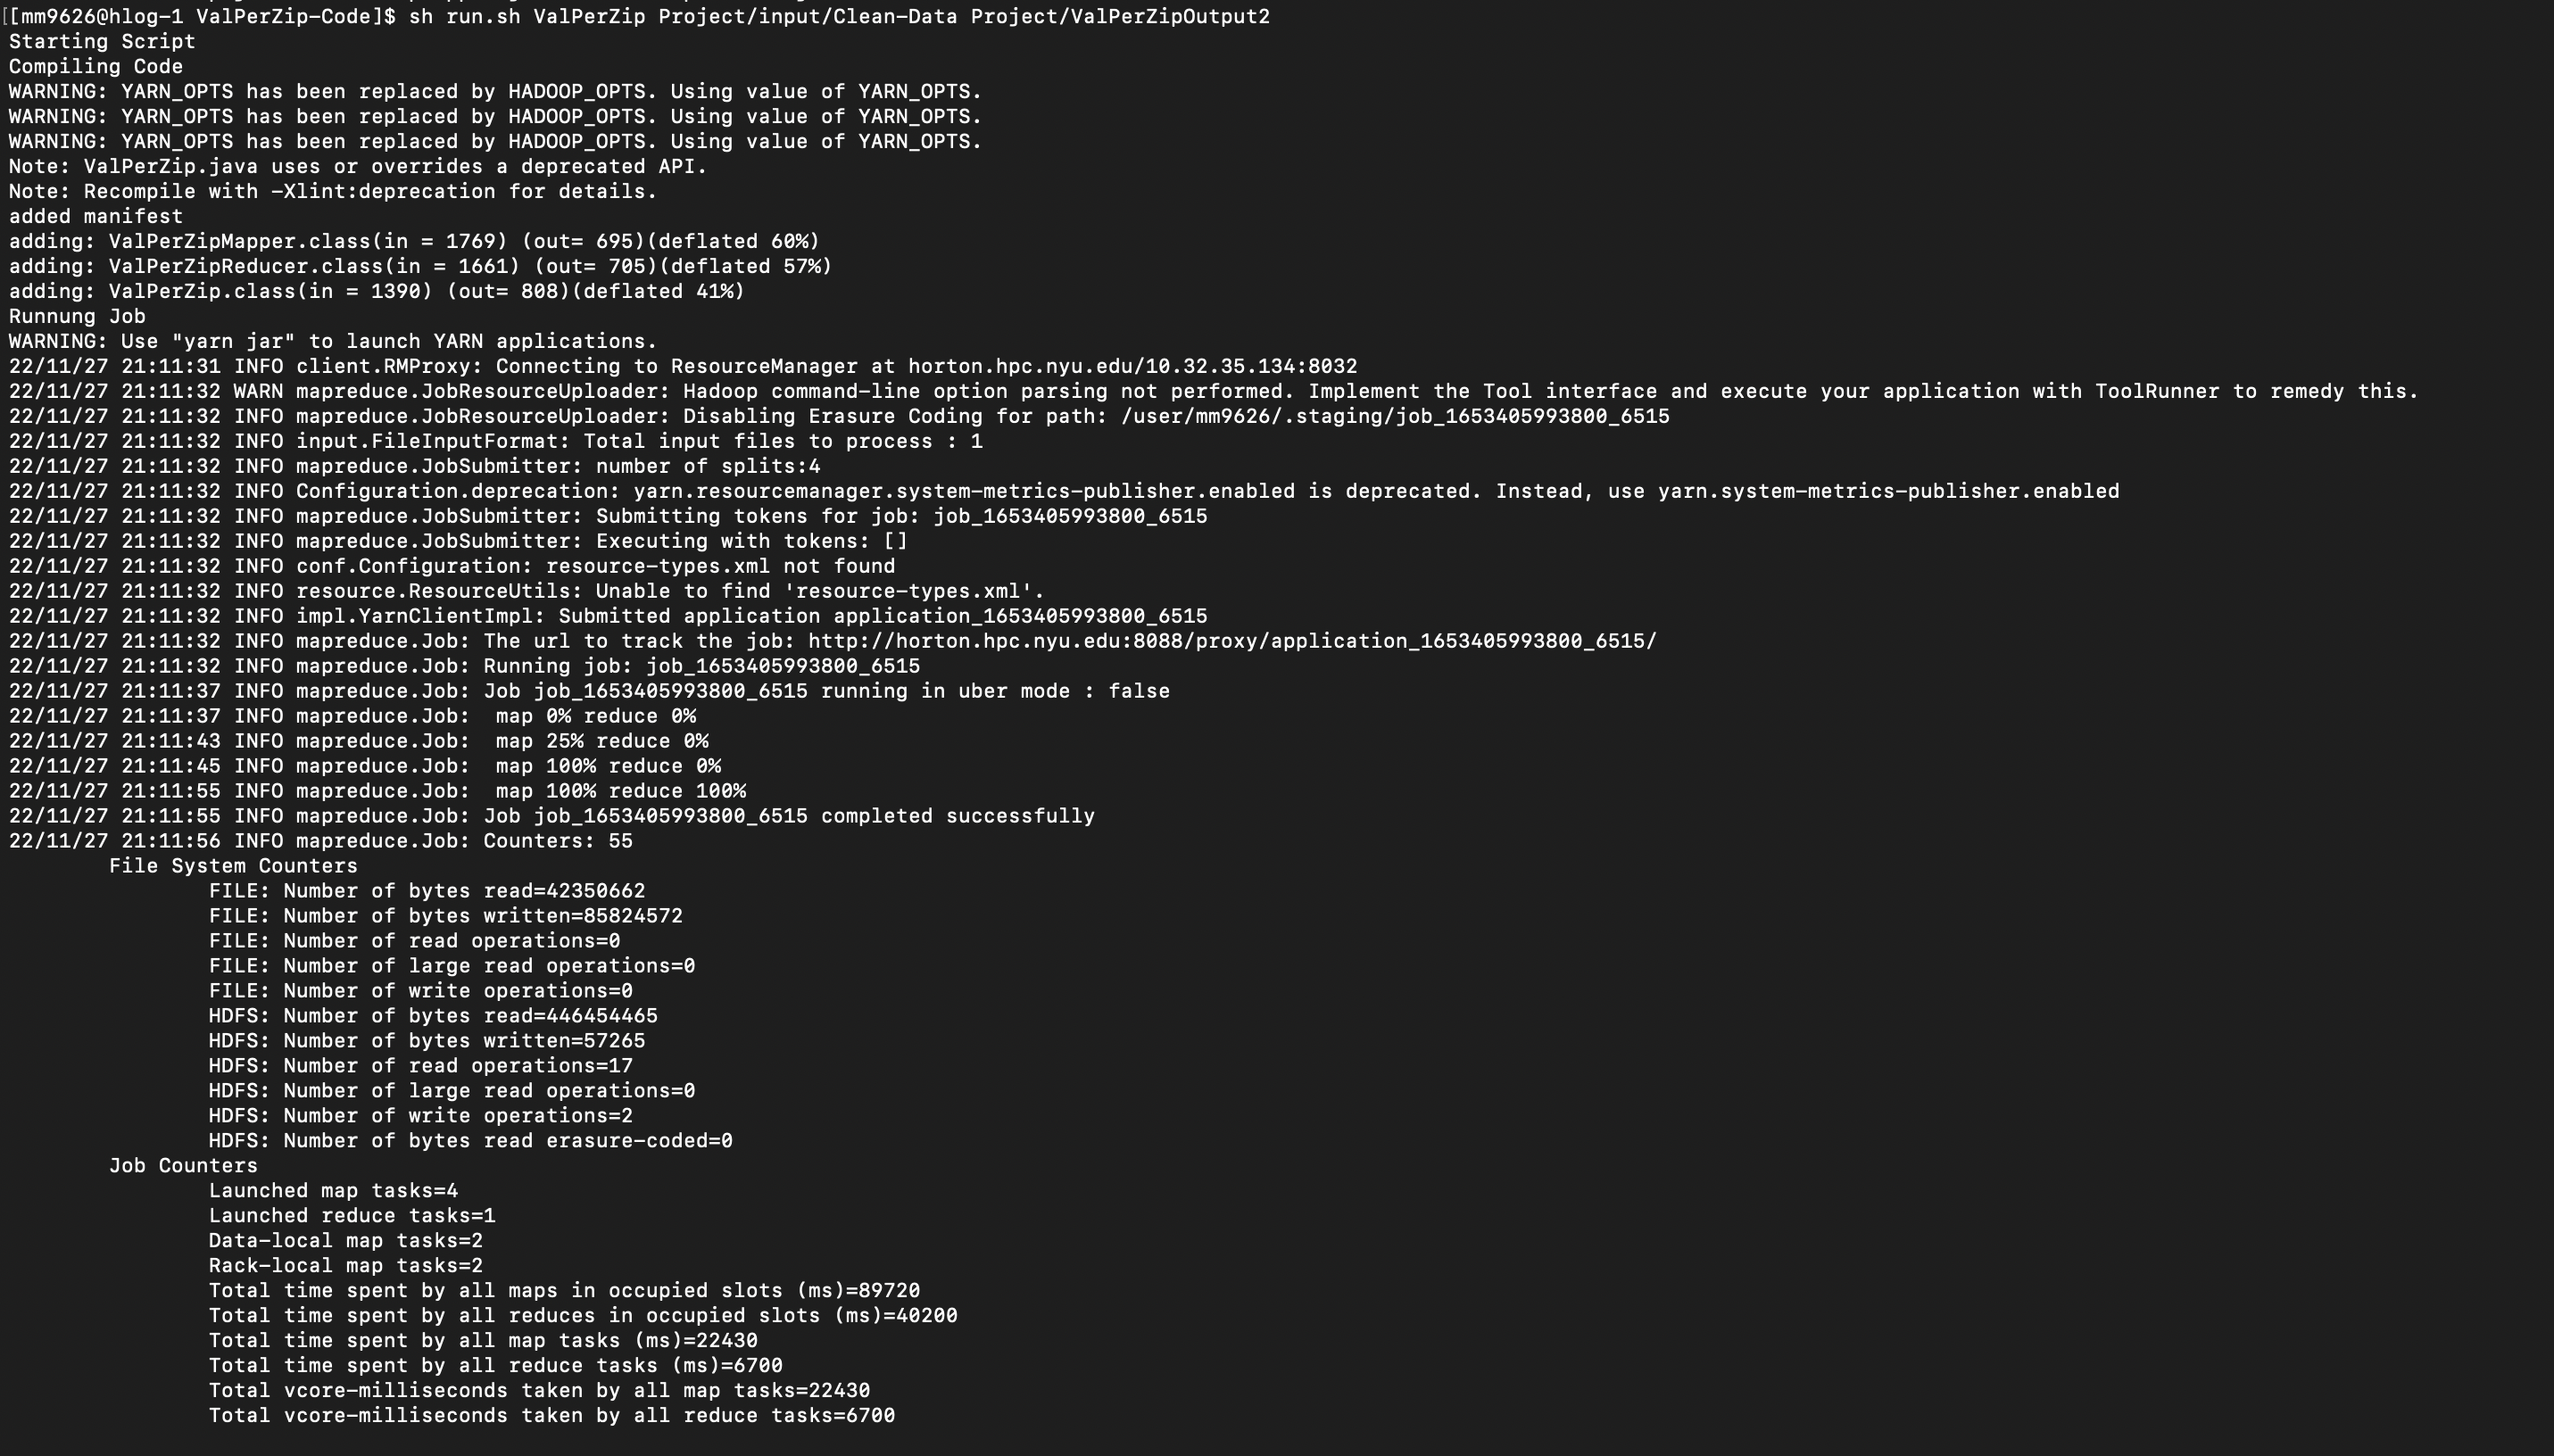 [[mm9626@hlog-1 ValPerZip-Code]$ sh run.sh ValPerZip Project/input/Clean-Data Project/ValPerZipOutput2
Starting Script
Compiling Code
WARNING: YARN_OPTS has been replaced by HADOOP_OPTS. Using value of YARN_OPTS.
WARNING: YARN_OPTS has been replaced by HADOOP_OPTS. Using value of YARN_OPTS.
WARNING: YARN_OPTS has been replaced by HADOOP_OPTS. Using value of YARN_OPTS.
Note: ValPerZip.java uses or overrides a deprecated API.
Note: Recompile with -Xlint:deprecation for details.
added manifest
adding: ValPerZipMapper.class(in = 1769) (out= 695)(deflated 60%)
adding: ValPerZipReducer.class(in = 1661) (out= 705)(deflated 57%)
adding: ValPerZip.class(in = 1390) (out= 808)(deflated 41%)
Runnung Job
WARNING: Use "yarn jar" to launch YARN applications.
22/11/27 21:11:31 INFO client.RMProxy: Connecting to ResourceManager at horton.hpc.nyu.edu/10.32.35.134:8032
22/11/27 21:11:32 WARN mapreduce.JobResourceUploader: Hadoop command-line option parsing not performed. Implement the Tool interface and execute your application with ToolRunner to remedy this.
22/11/27 21:11:32 INFO mapreduce.JobResourceUploader: Disabling Erasure Coding for path: /user/mm9626/.staging/job_1653405993800_6515
22/11/27 21:11:32 INFO input.FileInputFormat: Total input files to process : 1
22/11/27 21:11:32 INFO mapreduce.JobSubmitter: number of splits:4
22/11/27 21:11:32 INFO Configuration.deprecation: yarn.resourcemanager.system-metrics-publisher.enabled is deprecated. Instead, use yarn.system-metrics-publisher.enabled
22/11/27 21:11:32 INFO mapreduce.JobSubmitter: Submitting tokens for job: job_1653405993800_6515
22/11/27 21:11:32 INFO mapreduce.JobSubmitter: Executing with tokens: []
22/11/27 21:11:32 INFO conf.Configuration: resource-types.xml not found
22/11/27 21:11:32 INFO resource.ResourceUtils: Unable to find 'resource-types.xml'.
22/11/27 21:11:32 INFO impl.YarnClientImpl: Submitted application application_1653405993800_6515
22/11/27 21:11:32 INFO mapreduce.Job: The url to track the job: http://horton.hpc.nyu.edu:8088/proxy/application_1653405993800_6515/
22/11/27 21:11:32 INFO mapreduce.Job: Running job: job_1653405993800_6515
22/11/27 21:11:37 INFO mapreduce.Job: Job job_1653405993800_6515 running in uber mode : false
22/11/27 21:11:37 INFO mapreduce.Job:  map 0% reduce 0%
22/11/27 21:11:43 INFO mapreduce.Job:  map 25% reduce 0%
22/11/27 21:11:45 INFO mapreduce.Job:  map 100% reduce 0%
22/11/27 21:11:55 INFO mapreduce.Job:  map 100% reduce 100%
22/11/27 21:11:55 INFO mapreduce.Job: Job job_1653405993800_6515 completed successfully
22/11/27 21:11:56 INFO mapreduce.Job: Counters: 55
File System Counters
FILE: Number of bytes read=42350662
FILE: Number of bytes written=85824572
FILE: Number of read operations=0
FILE: Number of large read operations=0
FILE: Number of write operations=0
HDFS: Number of bytes read=446454465
HDFS: Number of bytes written=57265
HDFS: Number of read operations=17
HDFS: Number of large read operations=0
HDFS: Number of write operations=2
HDFS: Number of bytes read erasure-coded=0
Job Counters
Launched map tasks=4
Launched reduce tasks=1
Data-local map tasks=2
Rack-local map tasks=2
Total time spent by all maps in occupied slots (ms)=89720
Total time spent by all reduces in occupied slots (ms)=40200
Total time spent by all map tasks (ms)=22430
Total time spent by all reduce tasks (ms)=6700
Total vcore-milliseconds taken by all map tasks=22430
Total vcore-milliseconds taken by all reduce tasks=6700